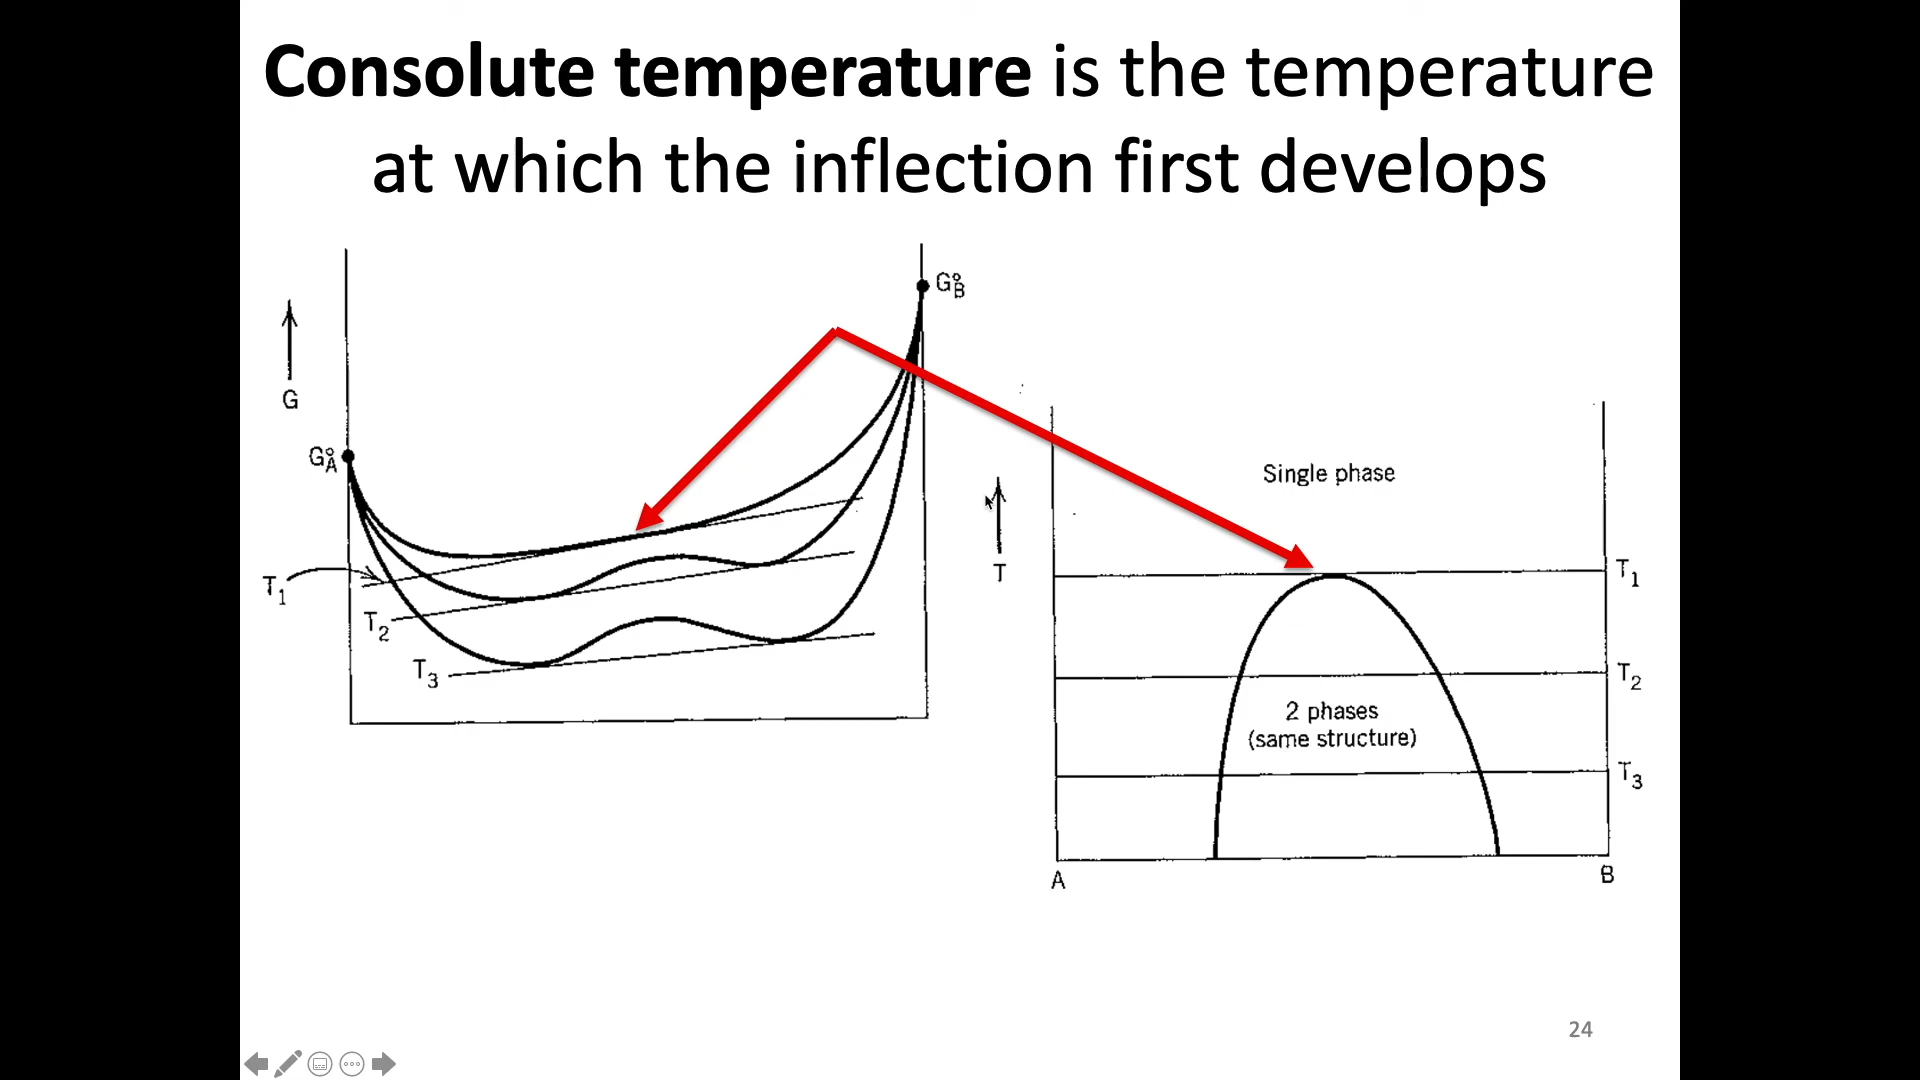 Consolute temperature is the temperature
at which the inflection first develops
G°B
G
G°A
T1
T2
T3
Single phase
T
T1
T2
2 phases
(same structure)
T3
A
B
24